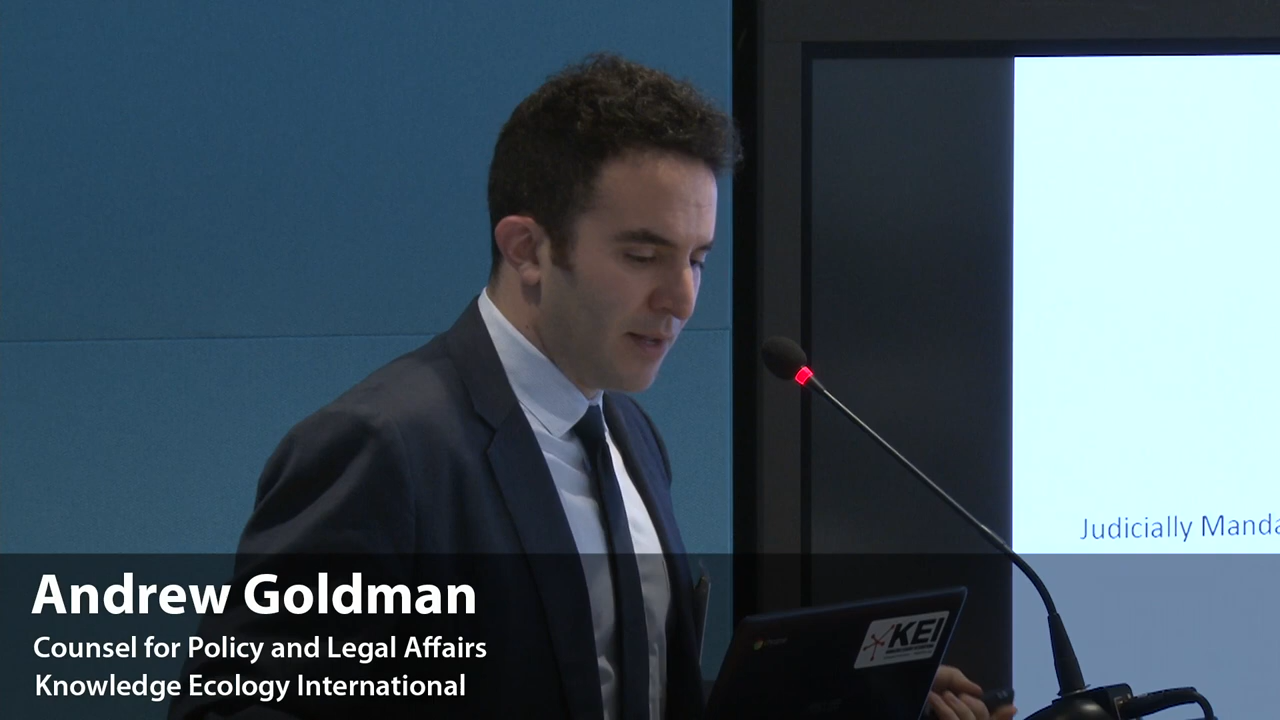 Judicially Manda
Andrew Goldman
Counsel for Policy and Legal Affairs
Knowledge Ecology International
KEI